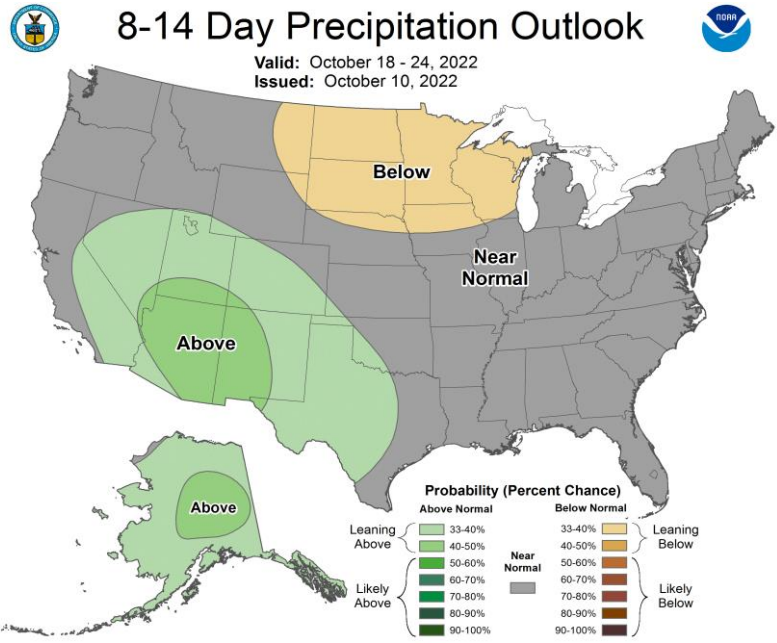 8-14 Day Precipitation Outlook
NOAA
Valid: October 18 - 24, 2022
Issued: October 10, 2022
Below
Near
Normal
Above
Above
Probability (Percent Chance)
Above Normal
Below Normal
Leaning
Above
33-40%
40-50%
50-60%
60-70%
70-80%
80-90%
90-100%
Likely
Above
Near
Normal
33-40%
40-50%
50-60%
60-70%
70-80%
80-90%
90-100%
Leaning
Below
Likely
Below